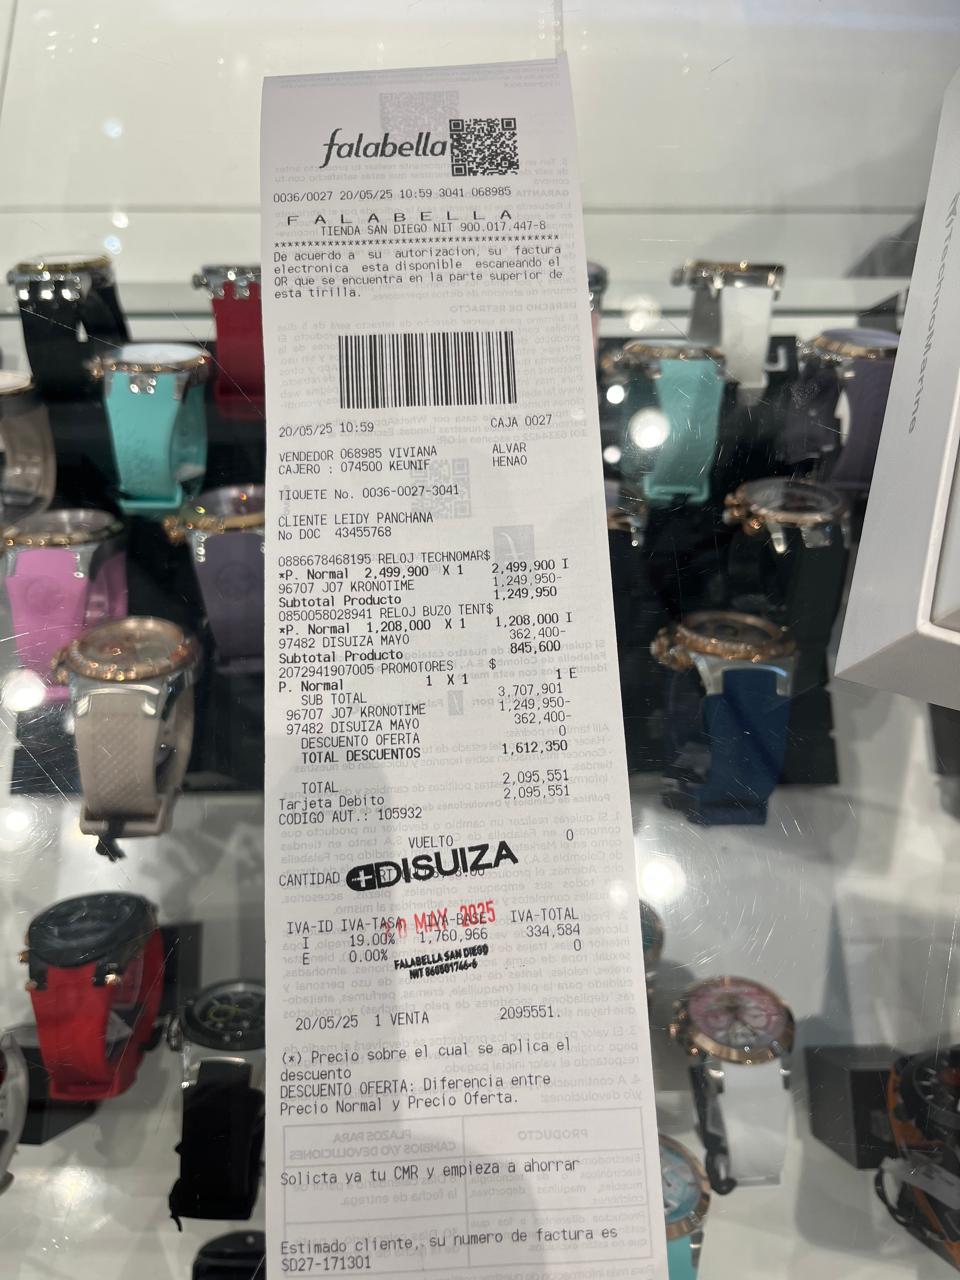 falabella
0036/0027 20/05/25 10:59 3041 068985
F A L A B E L L A
TIENDA SAN DIEGO NIT 900.017.447-8
****************************************
De acuerdo a su autorizacion, su factura
electronica esta disponible escaneando el
QR que se encuentra en la parte superior de
esta tirilla.
20/05/25 10:59 CAJA 0027
VENDEDOR 068985 VIVIANA ALVAR
CAJERO : 074500 KEUNIF HENAO
TIQUETE No. 0036-0027-3041
CLIENTE LEIDY PANCHANA
No DOC 43455768
0886678468195 RELOJ TECHNOMAR$
*P. Normal 2,499,900 X 1 2,499,900 I
96707 J07 KRONOTIME 1,249,950-
Subtotal Producto 1,249,950
0850058028941 RELOJ BUZO TENT$
*P. Normal 1,208,000 X 1 1,208,000 I
97482 DISUIZA MAYO 362,400-
Subtotal Producto 845,600
2072941907005 PROMOTORES $
P. Normal 1 X 1 1 E
SUB TOTAL 3,707,901
96707 J07 KRONOTIME 1,249,950-
97482 DISUIZA MAYO 362,400-
DESCUENTO OFERTA 0
TOTAL DESCUENTOS 1,612,350
TOTAL 2,095,551
Tarjeta Debito 2,095,551
CODIGO AUT.: 105932
VUELTO 0
CANTIDAD
DISUIZA
IVA-ID IVA-TASA IVA-BASE IVA-TOTAL
20 MAY 2025
I 19.00% 1,760,966 334,584
E 0.00% 0
FALABELLA SAN DIEGO
NIT 860501746-6
20/05/25 1 VENTA 2095551.
(*) Precio sobre el cual se aplica el
descuento
DESCUENTO OFERTA: Diferencia entre
Precio Normal y Precio Oferta.
Solicta ya tu CMR y empieza a ahorrar
Estimado cliente, su numero de factura es
SD27-171301
TechnoMarine